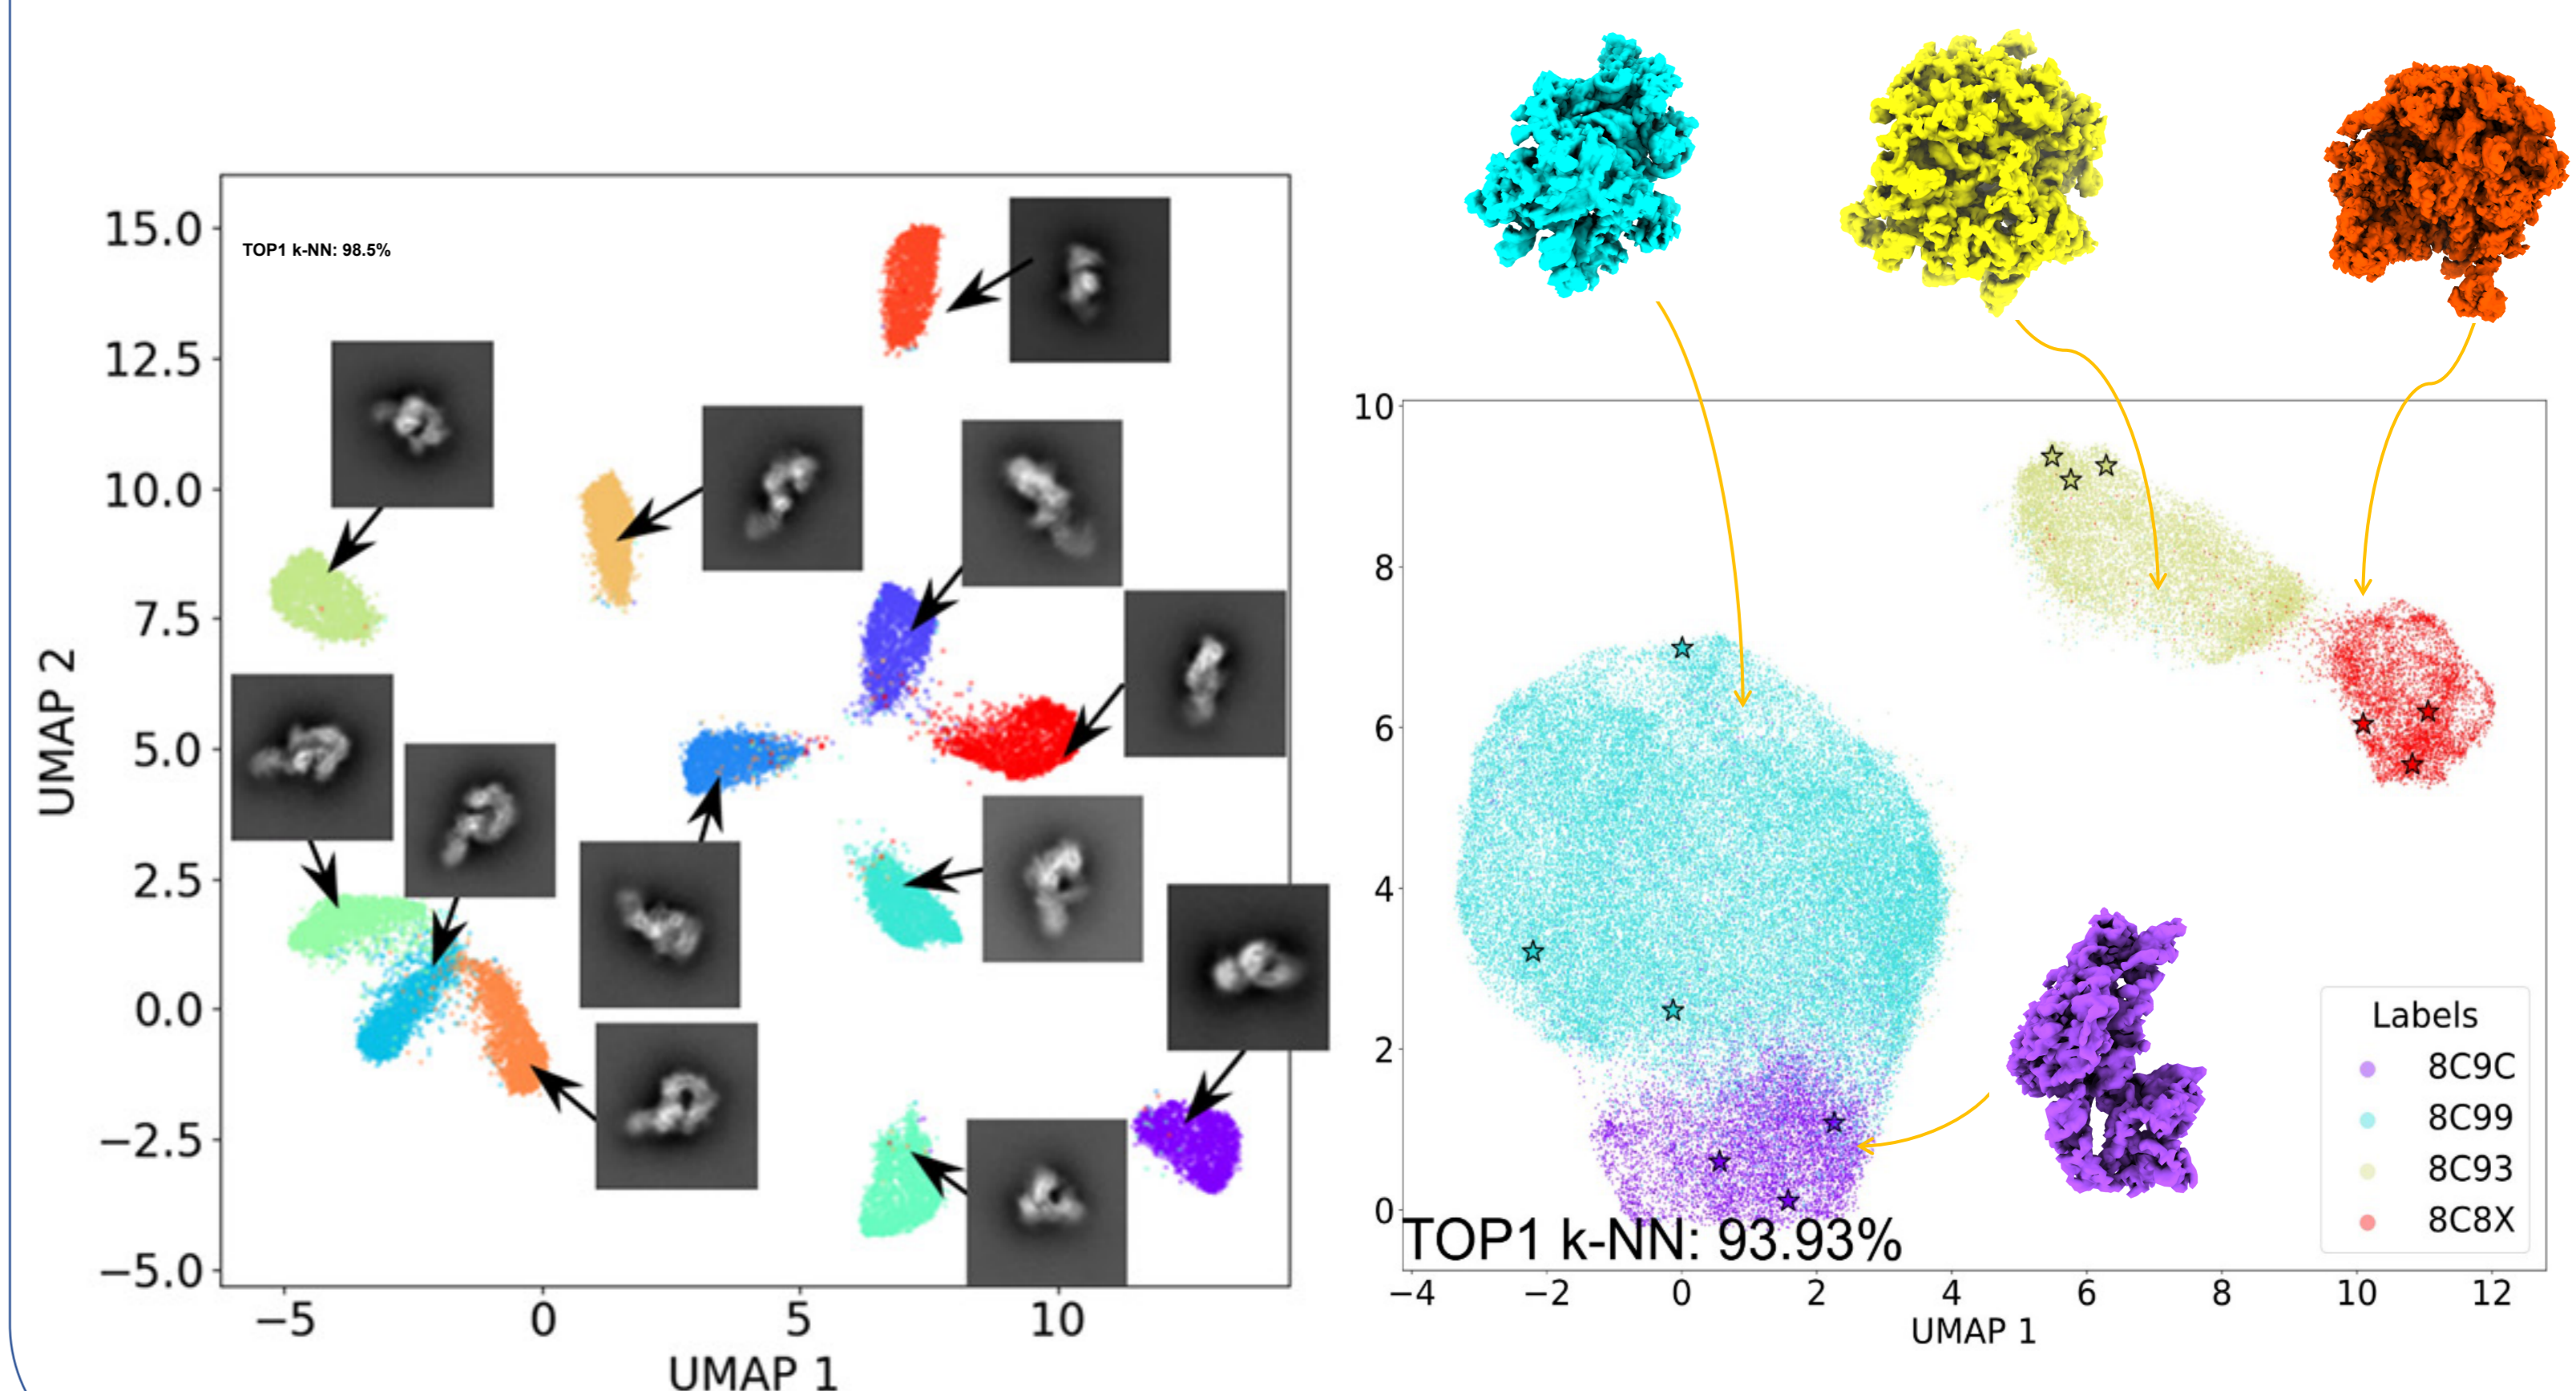 15.0
TOP1 k-NN: 98.5%
12.5
10.0
7.5
5.0
2.5
0.0
−2.5
−5.0
UMAP 2
−5 0 5 10
UMAP 1
10
8
6
4
2
0
TOP1 k-NN: 93.93%
Labels
8C9C
8C99
8C93
8C8X
−4 −2 0 2 4 6 8 10 12
UMAP 1